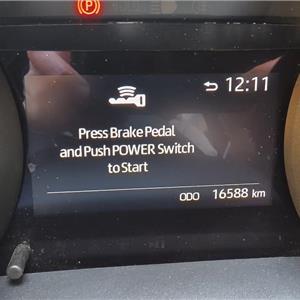 P
12:11
Press Brake Pedal
and Push POWER Switch
to Start
ODO 16588 km